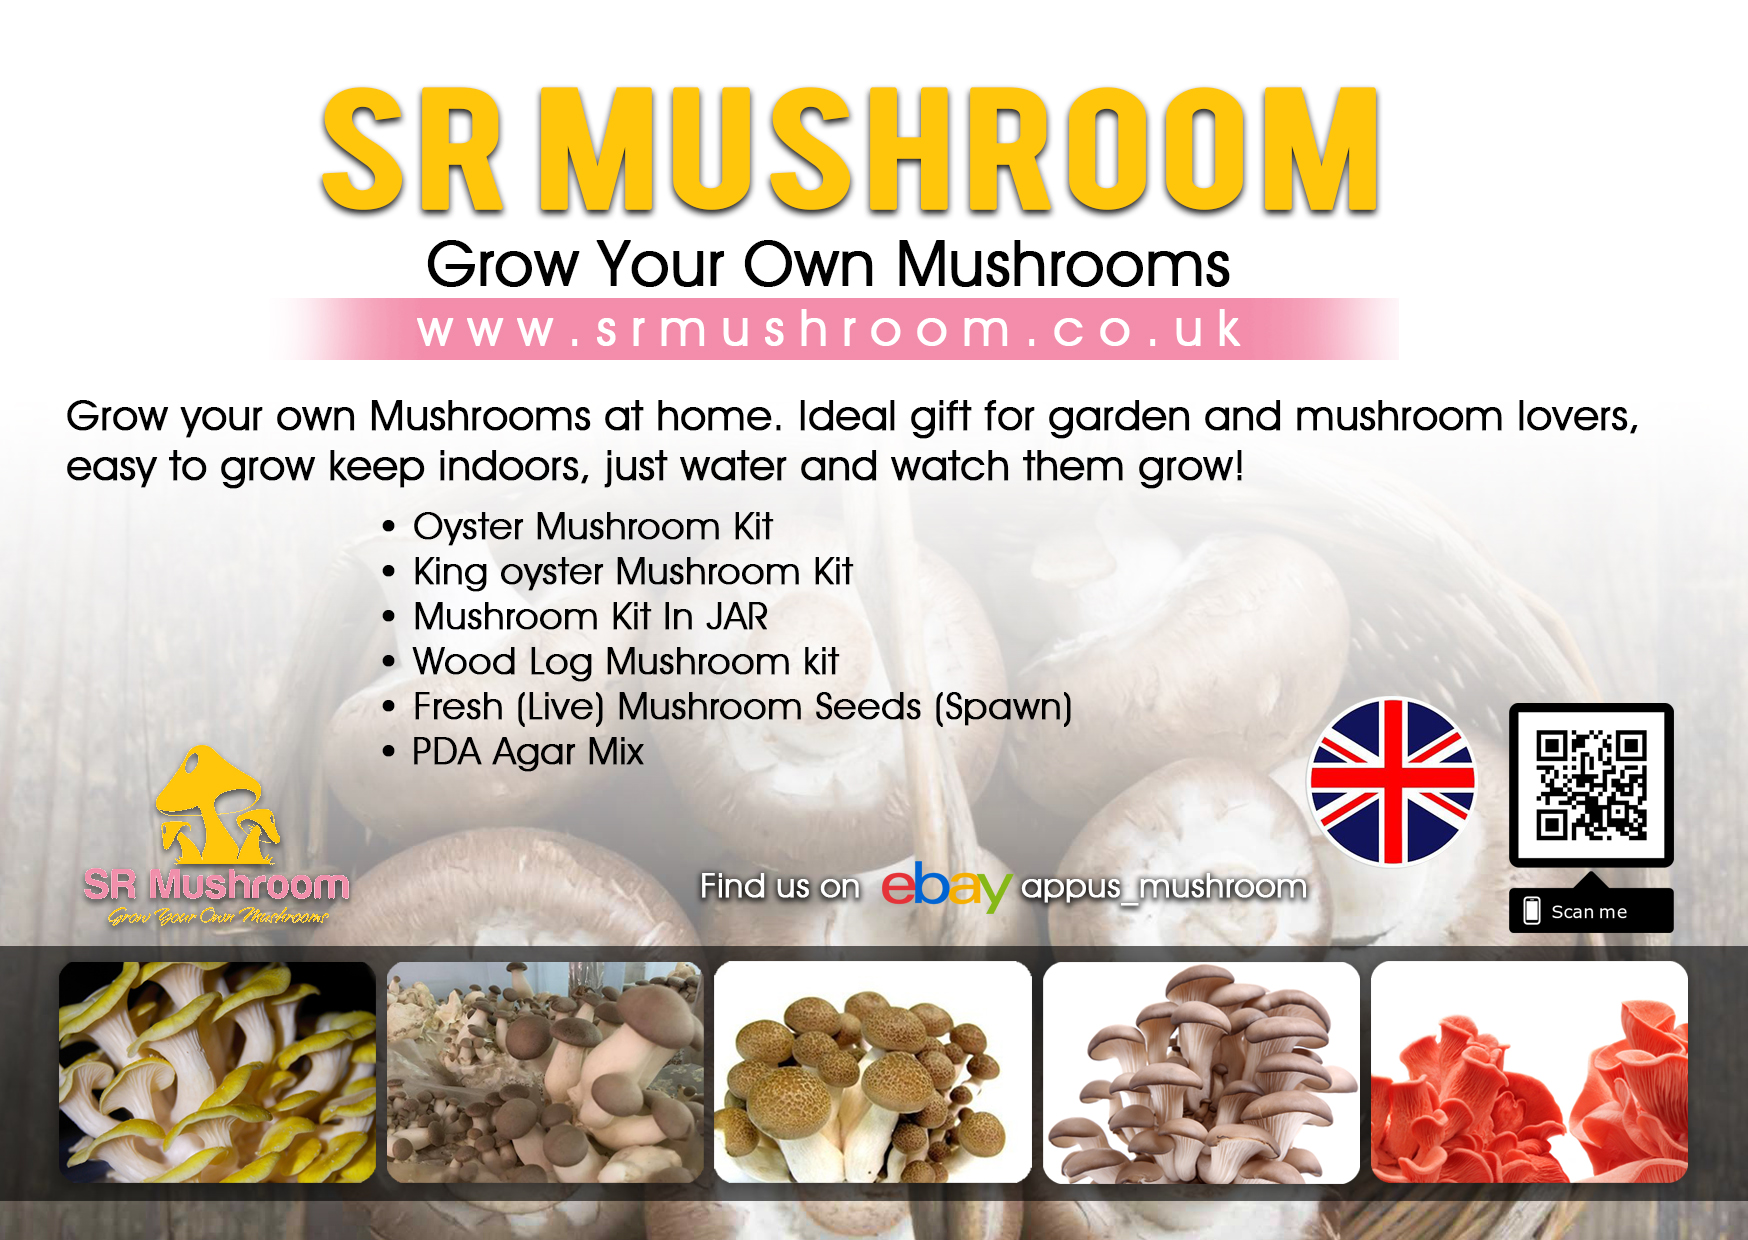 SR MUSHROOM
Grow Your Own Mushrooms
www.srmushroom.co.uk
Grow your own Mushrooms at home. Ideal gift for garden and mushroom lovers,
easy to grow keep indoors, just water and watch them grow!
• Oyster Mushroom Kit
• King oyster Mushroom Kit
• Mushroom Kit In JAR
• Wood Log Mushroom kit
• Fresh (Live) Mushroom Seeds (Spawn)
• PDA Agar Mix
SR Mushroom
Grow Your Own Mushrooms
Find us on ebay appus_mushroom
Scan me